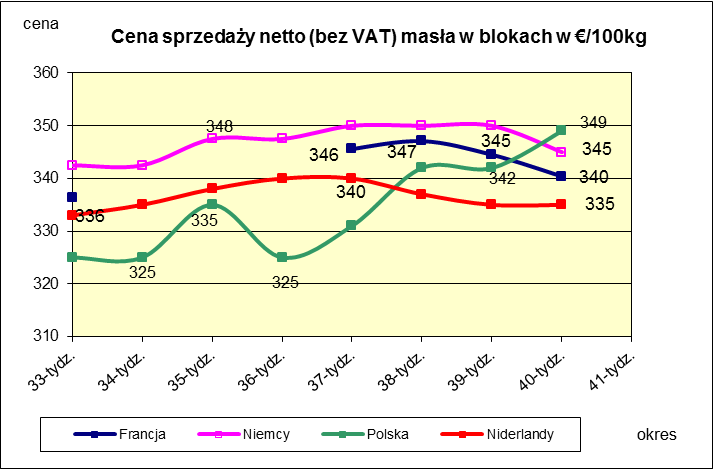 cena
Cena sprzedaży netto (bez VAT) masła w blokach w €/100kg
360
350
340
330
320
310
348
346
347
345
349
345
340
342
340
335
336
335
325
325
33-tydz.
34-tydz.
35-tydz.
36-tydz.
37-tydz.
38-tydz.
39-tydz.
40-tydz.
41-tydz.
Francja Niemcy Polska Niderlandy
okres